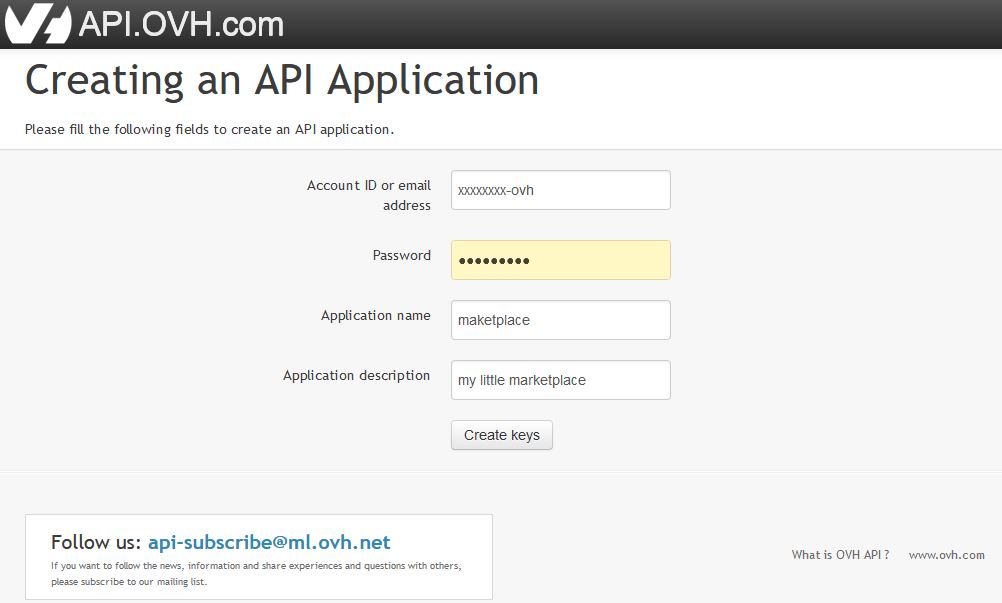 API.OVH.com
Creating an API Application
Please fill the following fields to create an API application.
Account ID or email
address
xxxxxxxx-ovh
Password
•••••••••
Application name
maketplace
Application description
my little marketplace
Create keys
Follow us: api-subscribe@ml.ovh.net
If you want to follow the news, information and share experiences and questions with others,
please subscribe to our mailing list.
What is OVH API ?
www.ovh.com